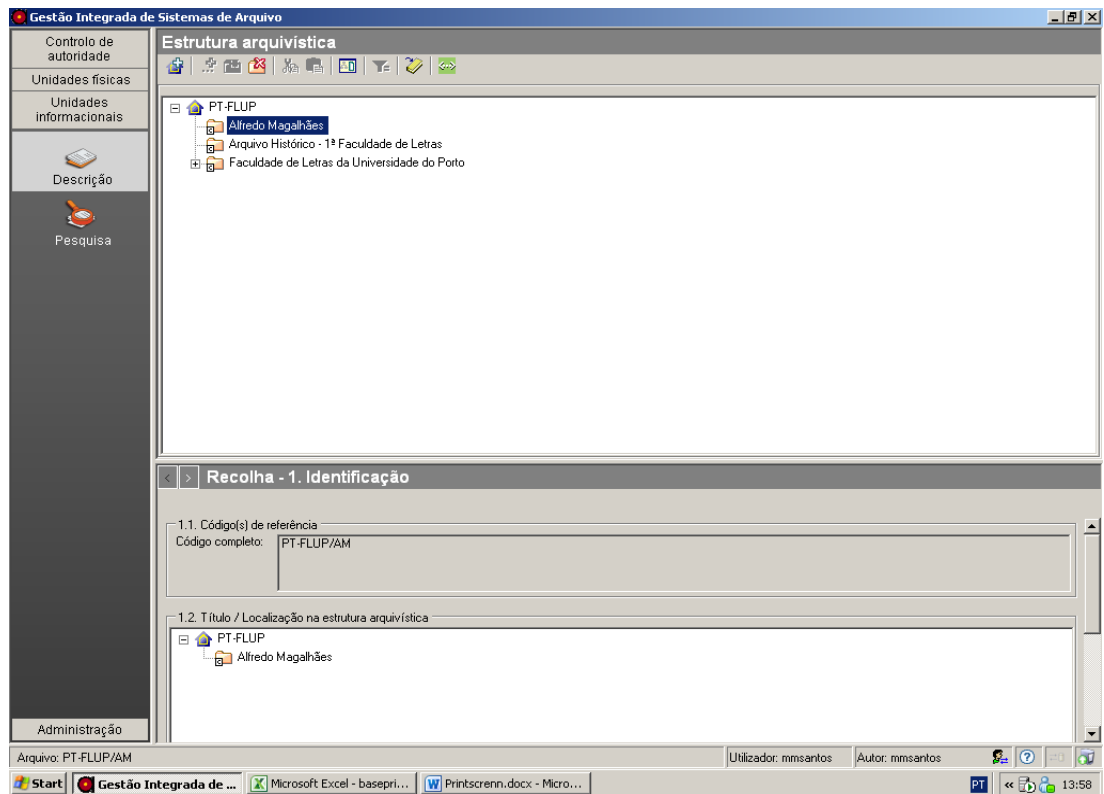 Gestão Integrada de Sistemas de Arquivo
Controlo de
autoridade
Unidades físicas
Unidades
informacionais
Descrição
Pesquisa
Administração
Estrutura arquivística
PT-FLUP
Alfredo Magalhães
Arquivo Histórico - 1ª Faculdade de Letras
Faculdade de Letras da Universidade do Porto
< > Recolha - 1. Identificação
1.1. Código(s) de referência
Código completo: PT-FLUP/AM
1.2. Título / Localização na estrutura arquivística
PT-FLUP
Alfredo Magalhães
Arquivo: PT-FLUP/AM Utilizador: mmsantos Autor: mmsantos
Start Gestão Integrada de ... Microsoft Excel - basepri... Printscrenn.docx - Micro... PT « 13:58